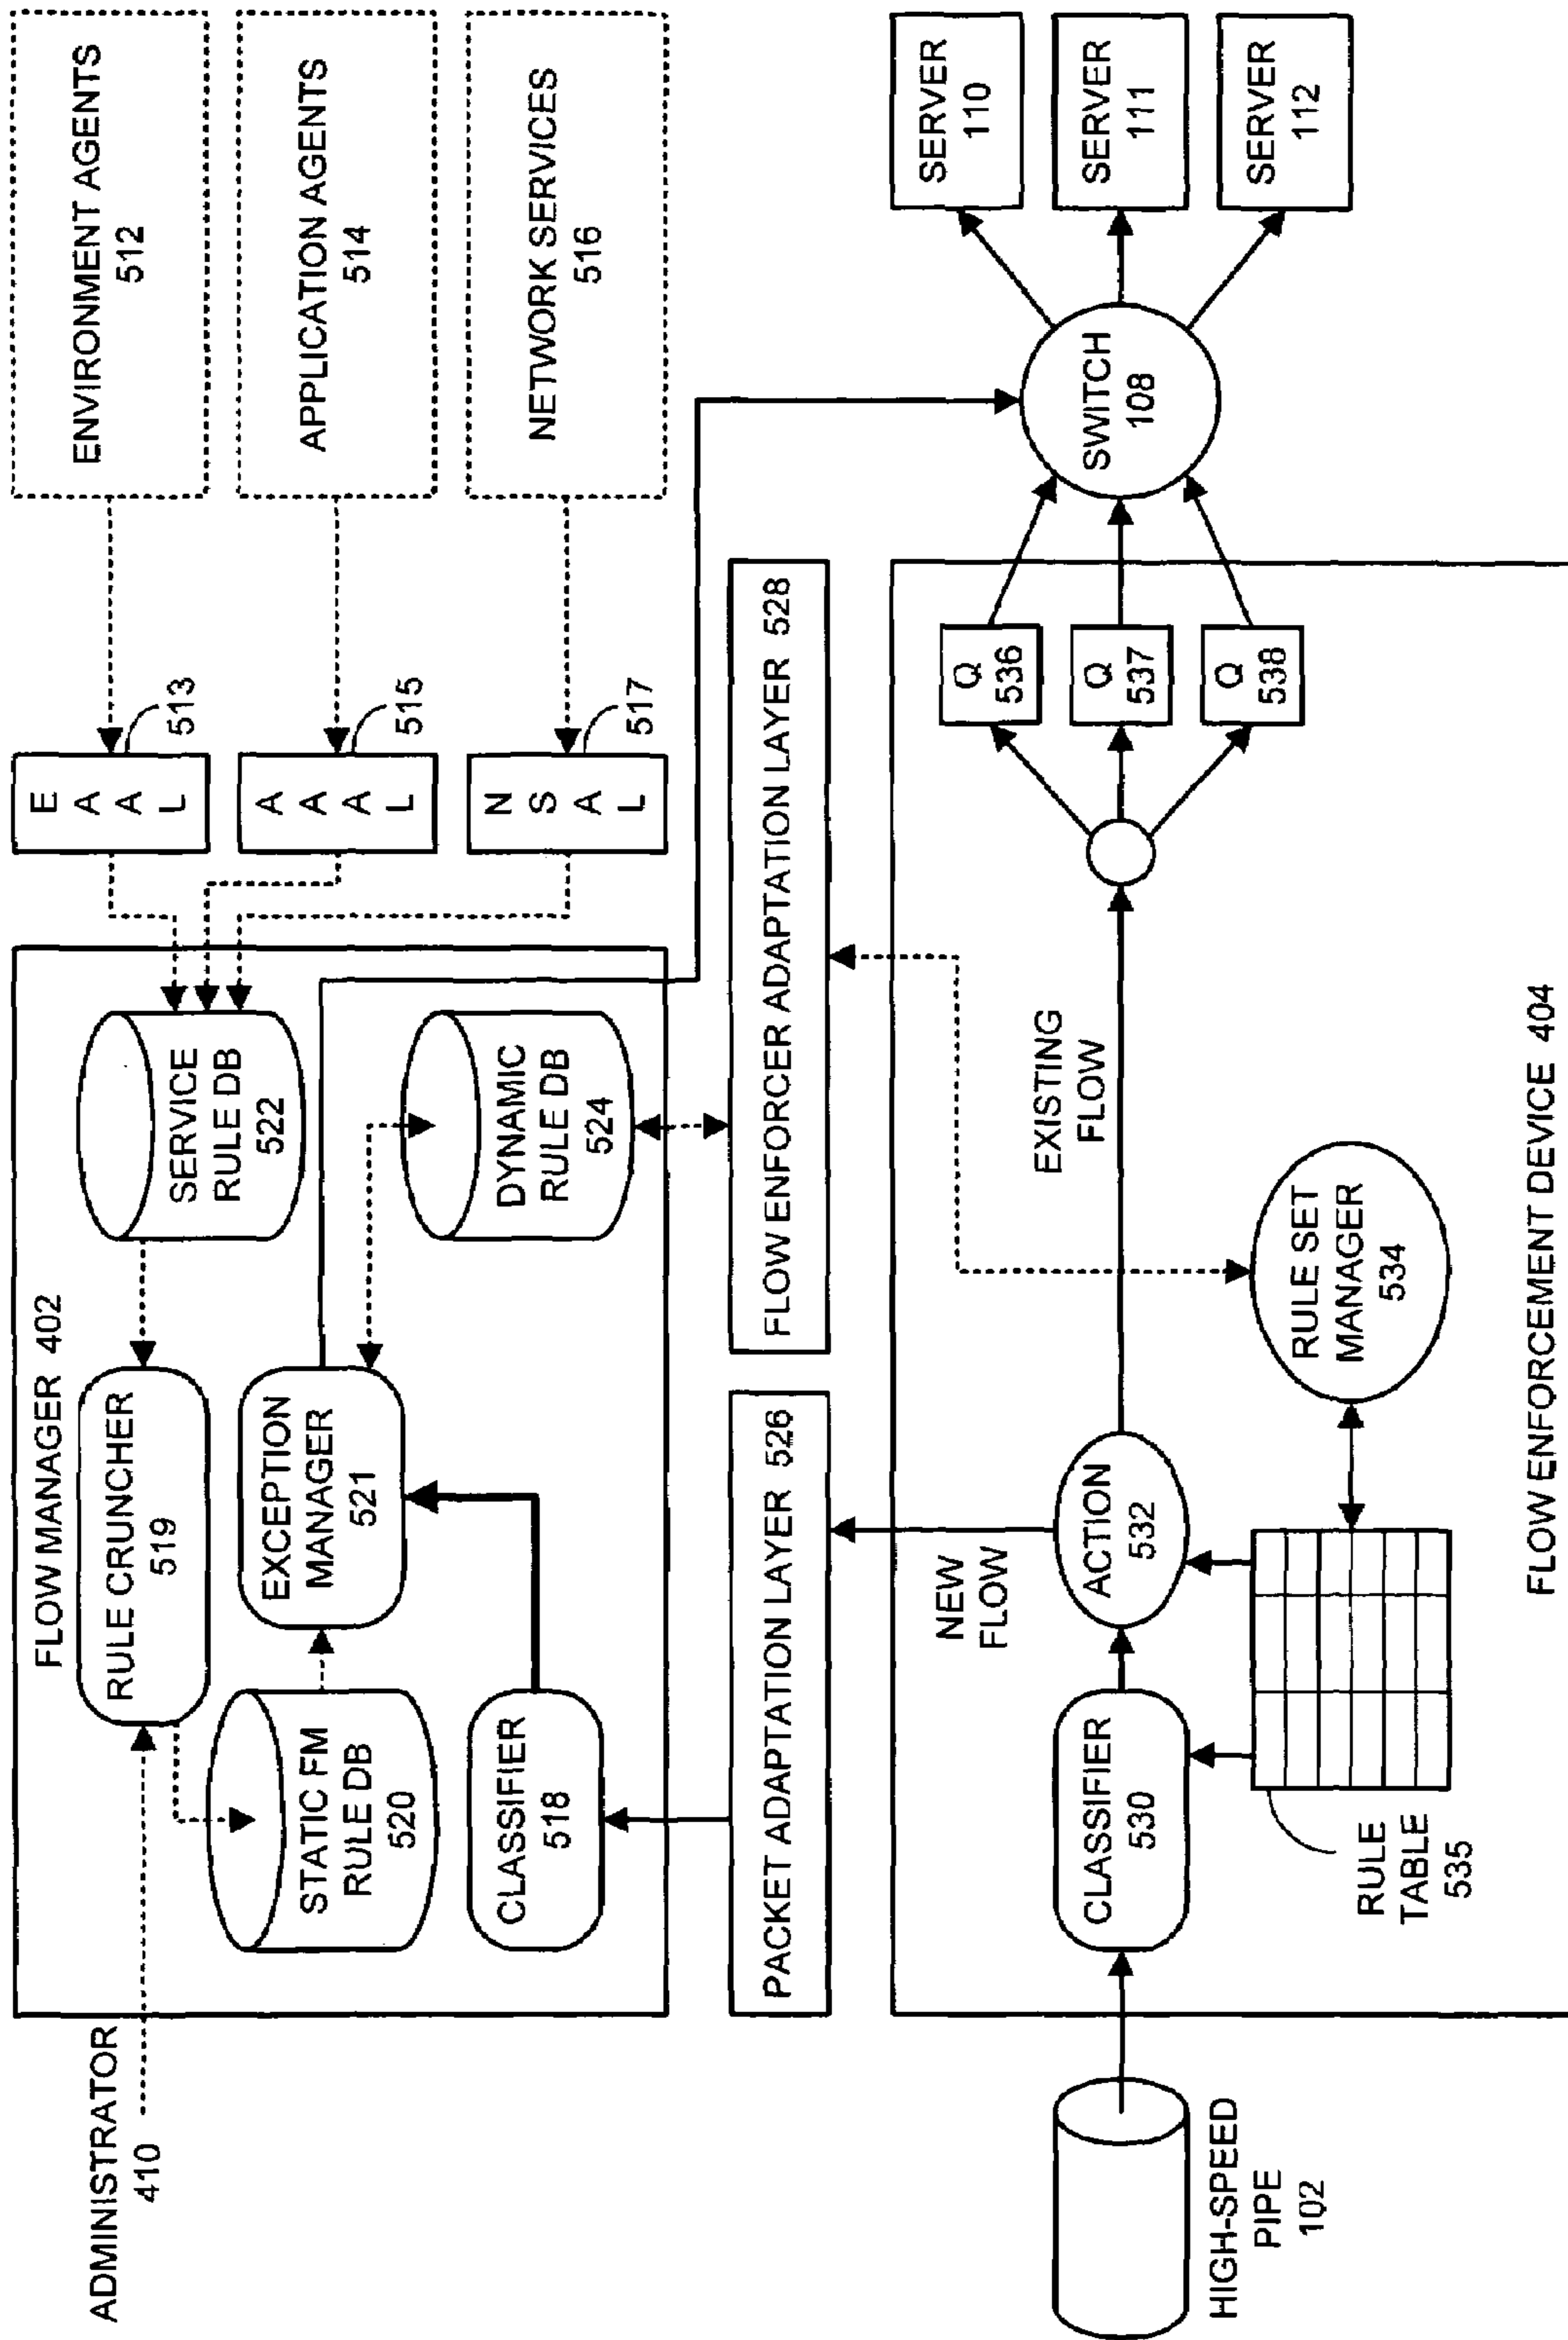 ADMINISTRATOR
410
FLOW MANAGER 402
RULE CRUNCHER
519
SERVICE
RULE DB
522
STATIC FM
RULE DB
520
EXCEPTION
MANAGER
521
DYNAMIC
RULE DB
524
CLASSIFIER
518
E
A
A
L
513
A
A
A
L
515
N
S
A
L
517
ENVIRONMENT AGENTS
512
APPLICATION AGENTS
514
NETWORK SERVICES
516
PACKET ADAPTATION LAYER 526
FLOW ENFORCER ADAPTATION LAYER 528
HIGH-SPEED
PIPE
102
CLASSIFIER
530
NEW
FLOW
ACTION
532
EXISTING
FLOW
RULE
TABLE
535
RULE SET
MANAGER
534
Q
536
Q
537
Q
538
FLOW ENFORCEMENT DEVICE 404
SWITCH
108
SERVER
110
SERVER
111
SERVER
112